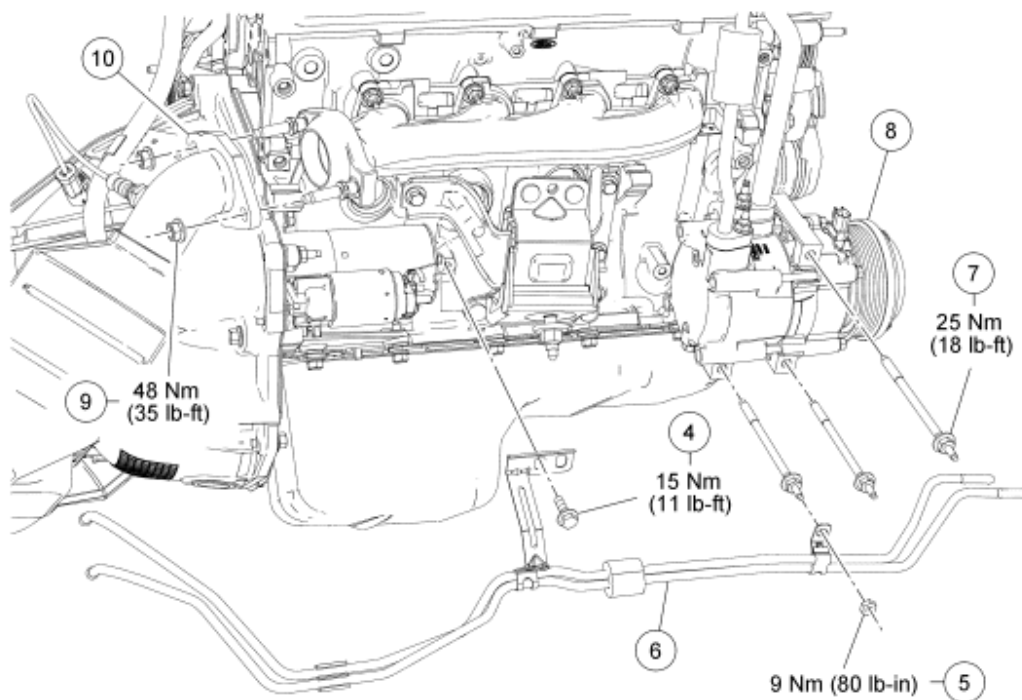 10
8
7
25 Nm
(18 lb-ft)
9
48 Nm
(35 lb-ft)
4
15 Nm
(11 lb-ft)
6
9 Nm (80 lb-in)
5